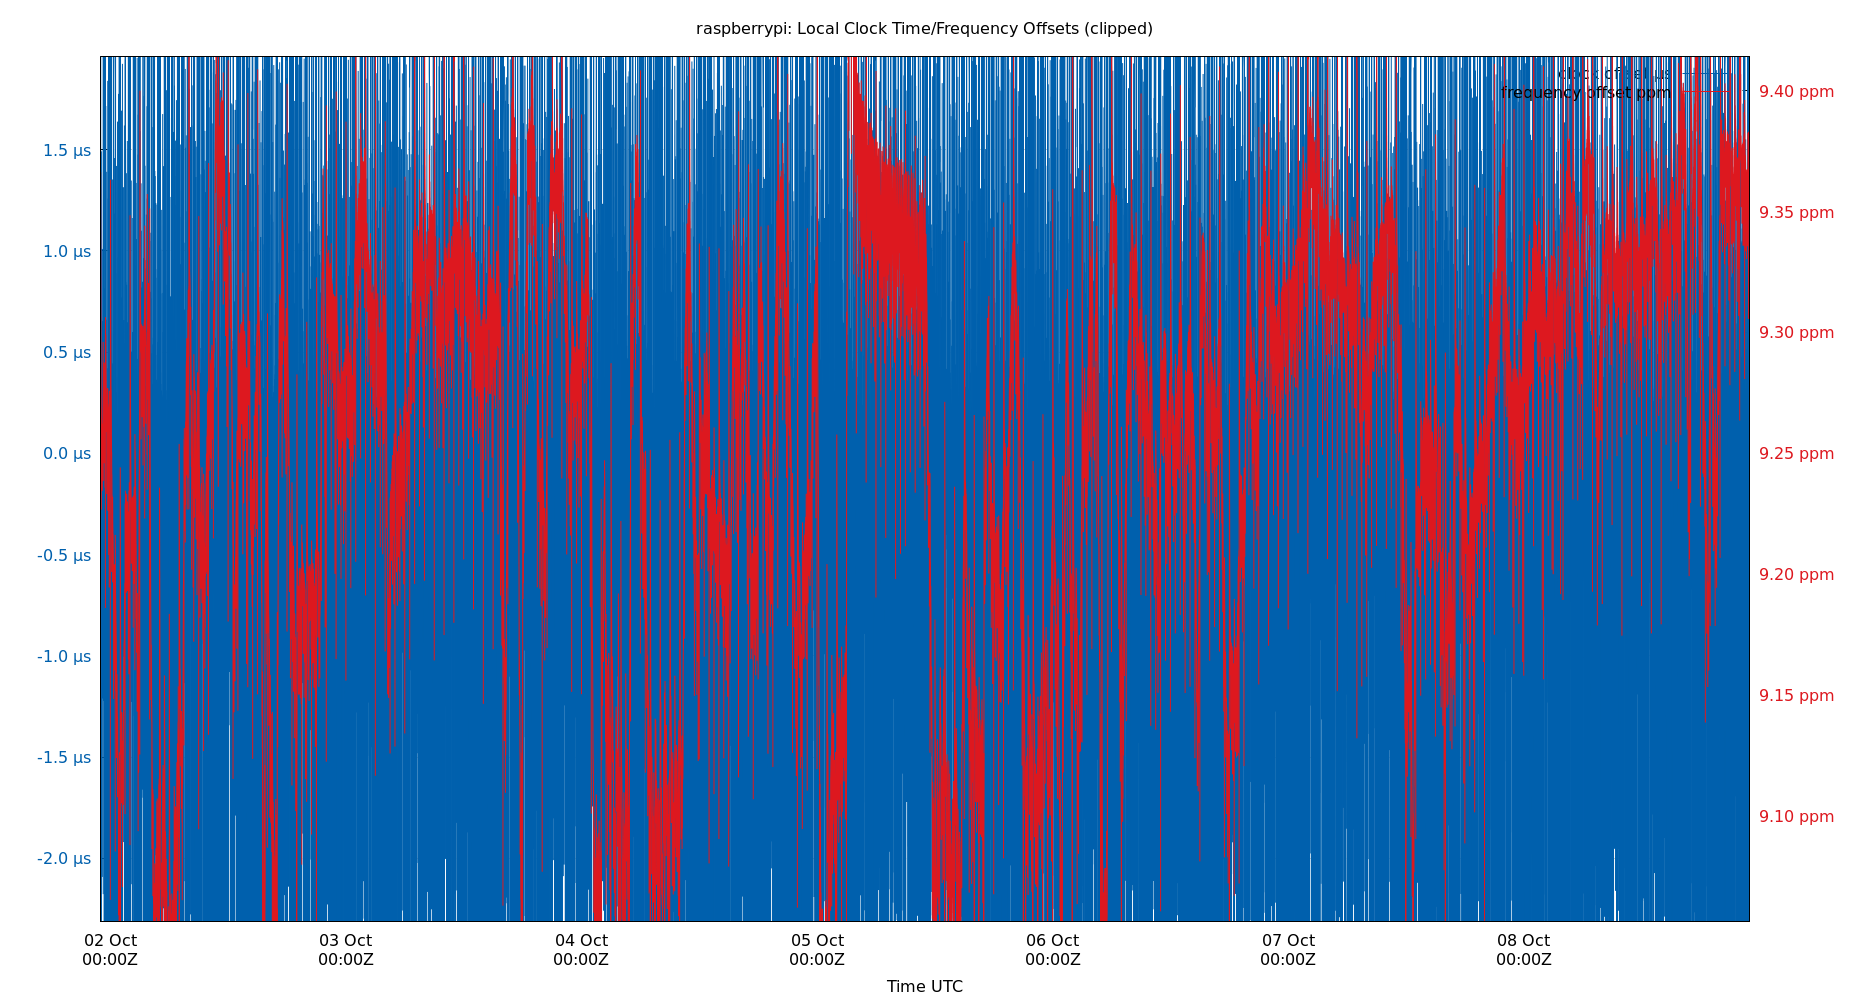 raspberrypi: Local Clock Time/Frequency Offsets (clipped)
clock offset µs
frequency offset ppm
1.5 µs
1.0 µs
0.5 µs
0.0 µs
-0.5 µs
-1.0 µs
-1.5 µs
-2.0 µs
9.40 ppm
9.35 ppm
9.30 ppm
9.25 ppm
9.20 ppm
9.15 ppm
9.10 ppm
02 Oct 03 Oct 04 Oct 05 Oct 06 Oct 07 Oct 08 Oct
00:00Z 00:00Z 00:00Z 00:00Z 00:00Z 00:00Z 00:00Z
Time UTC